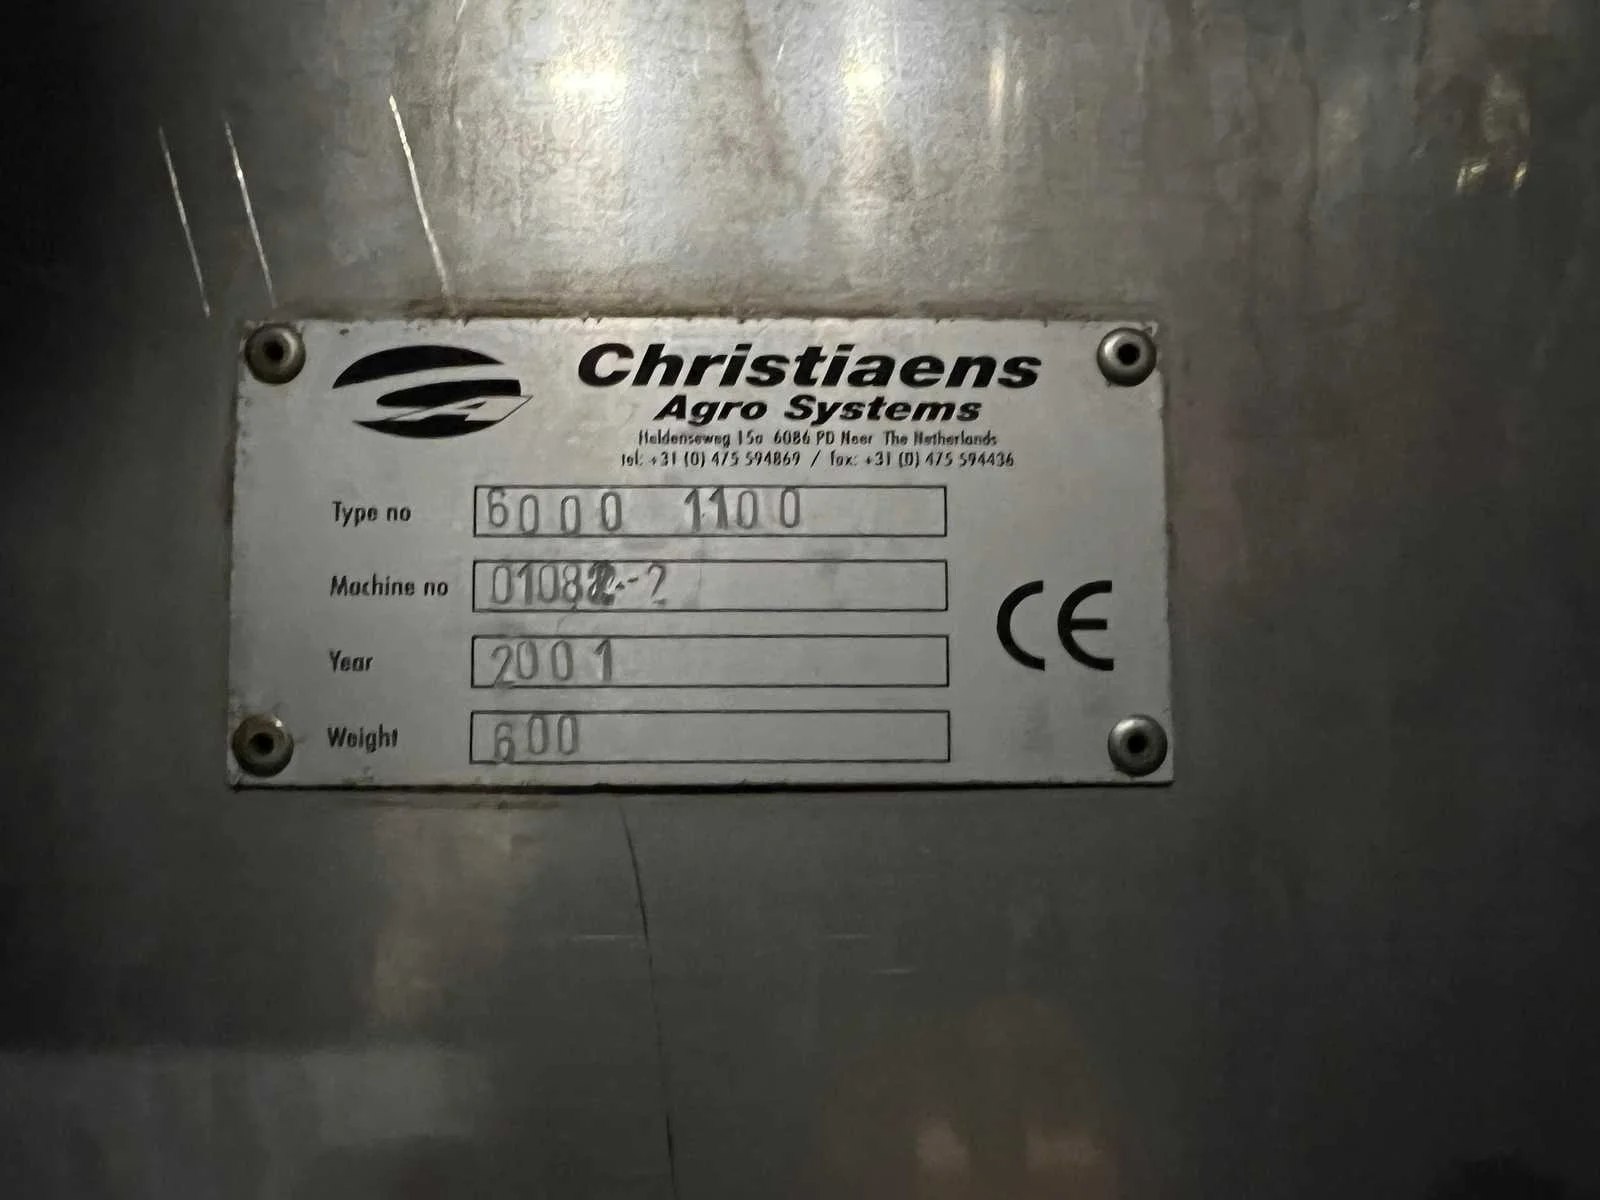 Christiaens
Agro Systems
Heldenseweg 15a 6086 PD Neer The Netherlands
tel: +31 (0) 475 594869 / fax: +31 (0) 475 594436
Type no 6000 1100
Machine no -2
Year 2001
Weight 600
CE